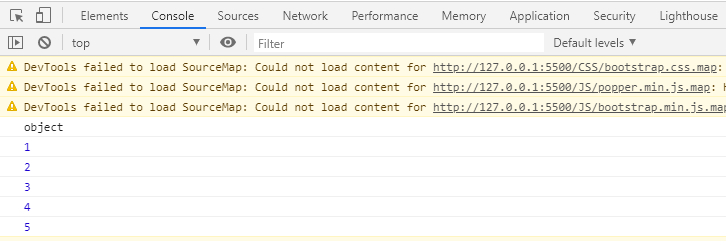 Elements Console Sources Network Performance Memory Application Security Lighthouse
top Filter Default levels
DevTools failed to load SourceMap: Could not load content for http://127.0.0.1:5500/CSS/bootstrap.css.map:
DevTools failed to load SourceMap: Could not load content for http://127.0.0.1:5500/JS/popper.min.js.map: H
DevTools failed to load SourceMap: Could not load content for http://127.0.0.1:5500/JS/bootstrap.min.js.map
object
1
2
3
4
5